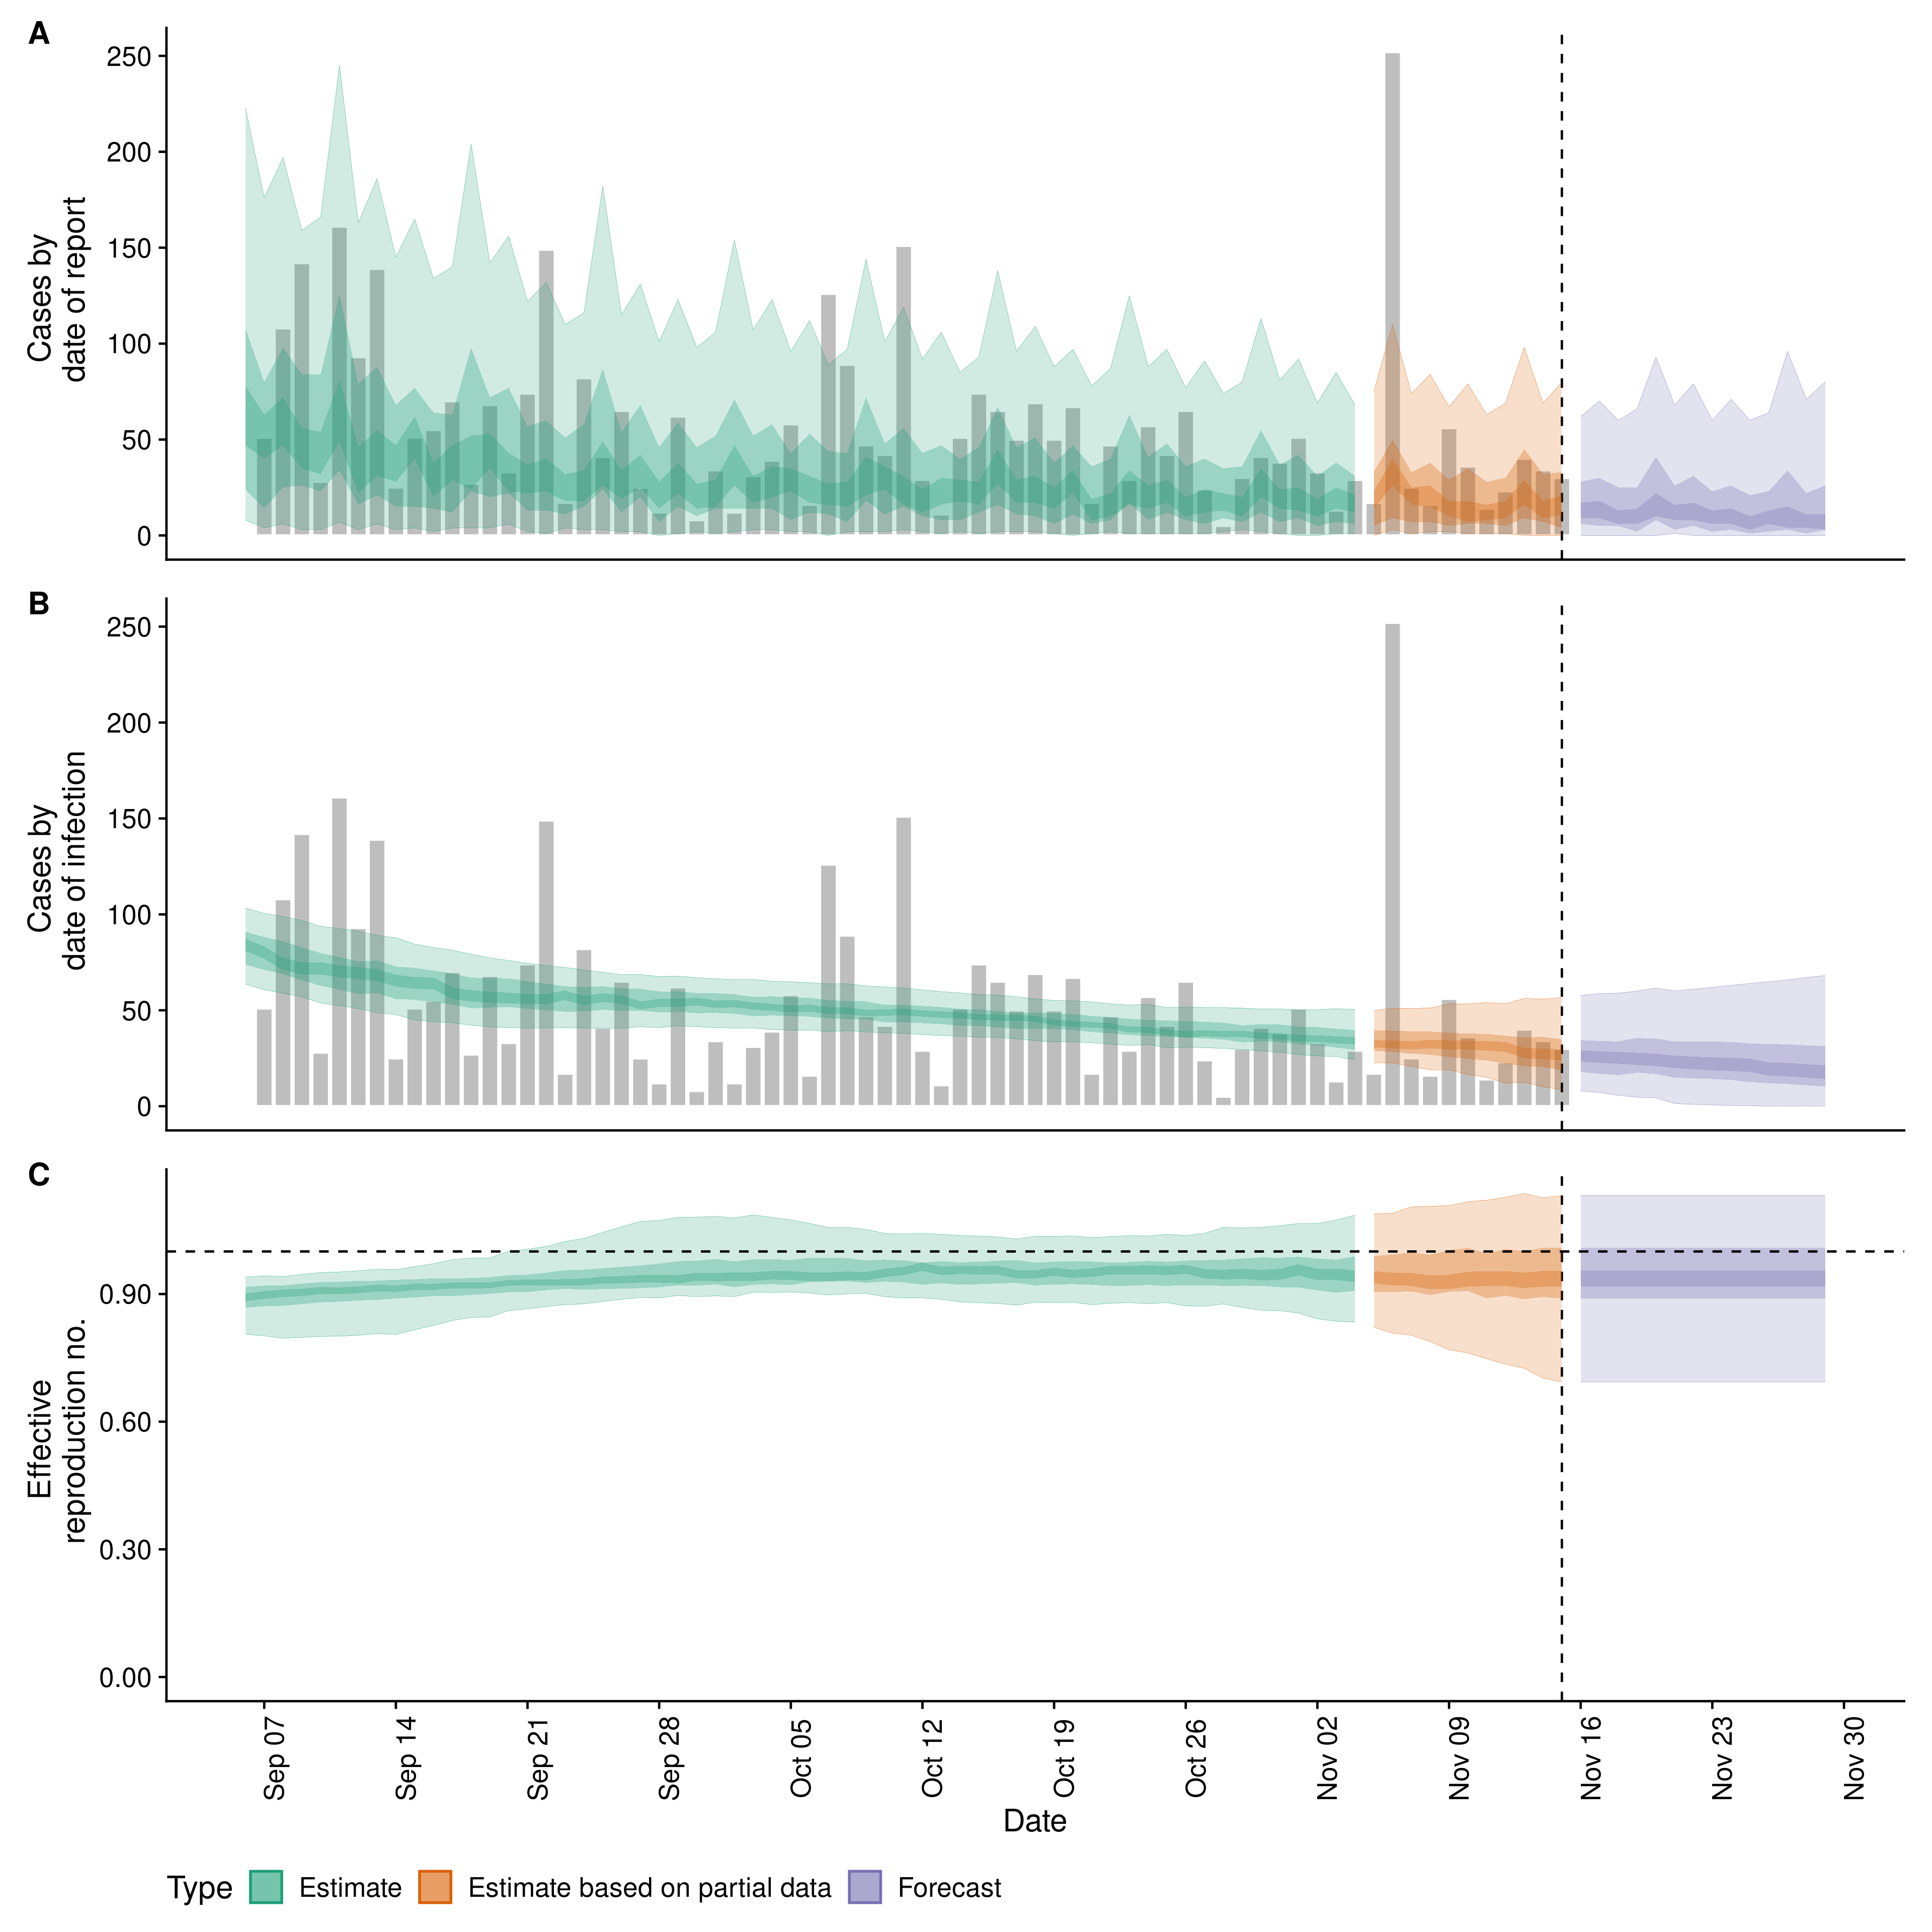 A
250
200
150
100
50
0
Cases by
date of report
B
250
200
150
100
50
0
Cases by
date of infection
C
0.90
0.60
0.30
0.00
Effective
reproduction no.
Sep 07
Sep 14
Sep 21
Sep 28
Oct 05
Oct 12
Oct 19
Oct 26
Nov 02
Nov 09
Nov 16
Nov 23
Nov 30
Date
Type Estimate Estimate based on partial data Forecast